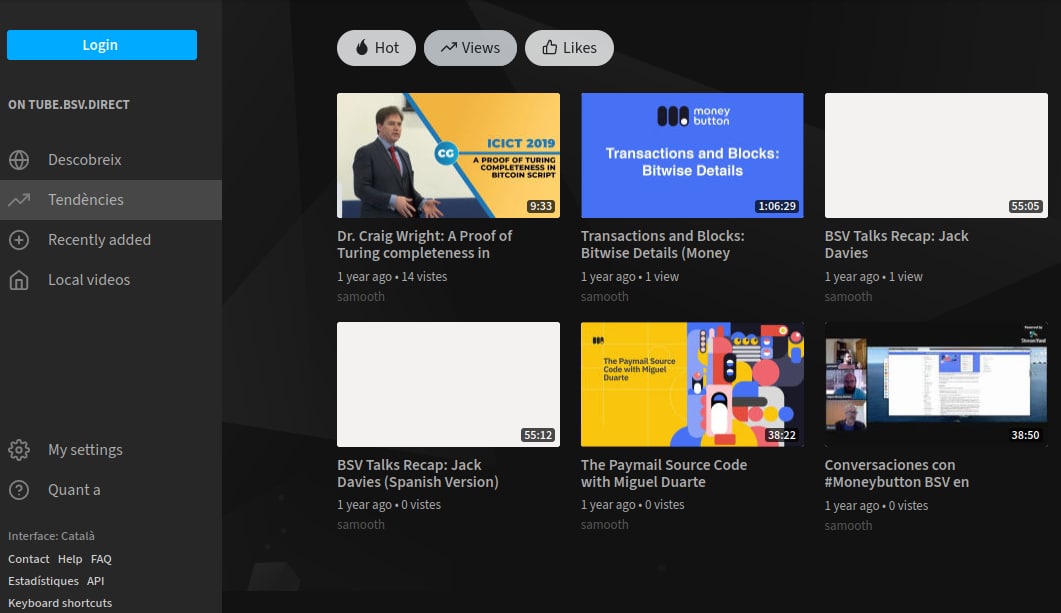 Login
ON TUBE.BSV.DIRECT
Descobreix
Tendències
Recently added
Local videos
My settings
Quant a
Interface: Català
Contact Help FAQ
Estadístiques API
Keyboard shortcuts
Hot Views Likes
ICICT 2019
CG
A PROOF OF TURING
COMPLETENESS IN
BITCOIN SCRIPT
9:33
Dr. Craig Wright: A Proof of
Turing completeness in
1 year ago • 14 vistes
samooth
money
button
Transactions and Blocks:
Bitwise Details
1:06:29
Transactions and Blocks:
Bitwise Details (Money
1 year ago • 1 view
samooth
55:05
BSV Talks Recap: Jack
Davies
1 year ago • 1 view
samooth
55:12
BSV Talks Recap: Jack
Davies (Spanish Version)
1 year ago • 0 vistes
samooth
The Paymail Source
Code with Miguel
Duarte
38:22
The Paymail Source Code
with Miguel Duarte
1 year ago • 0 vistes
samooth
Powered by
StreamYard
38:50
Conversaciones con
#Moneybutton BSV en
1 year ago • 0 vistes
samooth